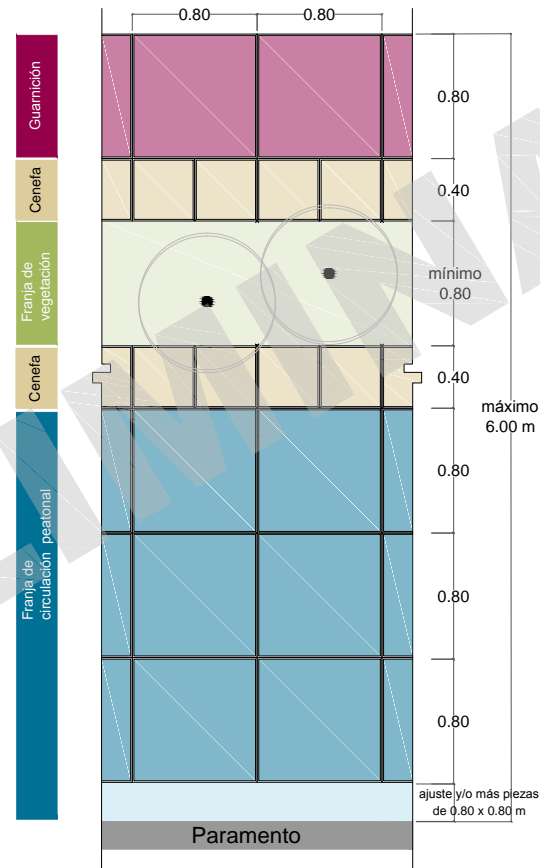 0.80 0.80
Guarnición
0.80
Cenefa
0.40
Franja de
vegetación
mínimo
0.80
Cenefa
0.40
máximo
6.00 m
Franja de
circulación peatonal
0.80
0.80
0.80
ajuste y/o más piezas
de 0.80 x 0.80 m
Paramento
LIMINA